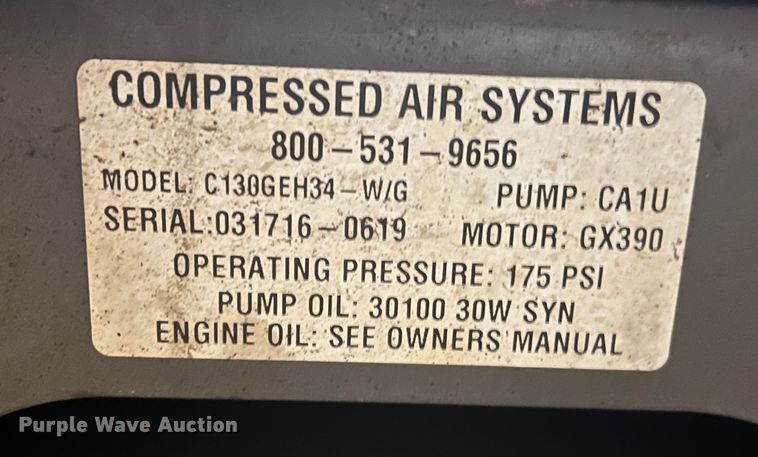 COMPRESSED AIR SYSTEMS
800-531-9656
MODEL: C130GEH34-W/G PUMP: CA1U
SERIAL:031716-0619 MOTOR: GX390
OPERATING PRESSURE: 175 PSI
PUMP OIL: 30100 30W SYN
ENGINE OIL: SEE OWNERS MANUAL
Purple Wave Auction